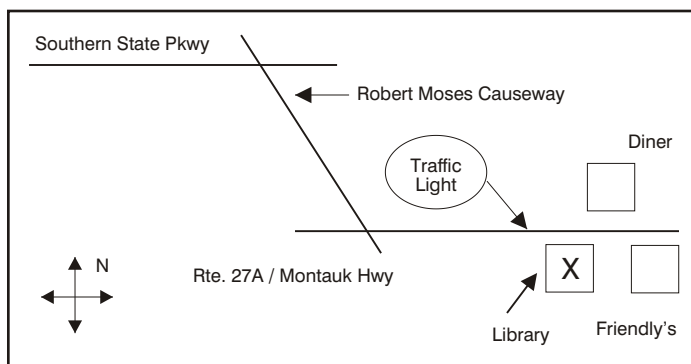 Southern State Pkwy
Robert Moses Causeway
Diner
Traffic
Light
N
X
Rte. 27A / Montauk Hwy
Library
Friendly's